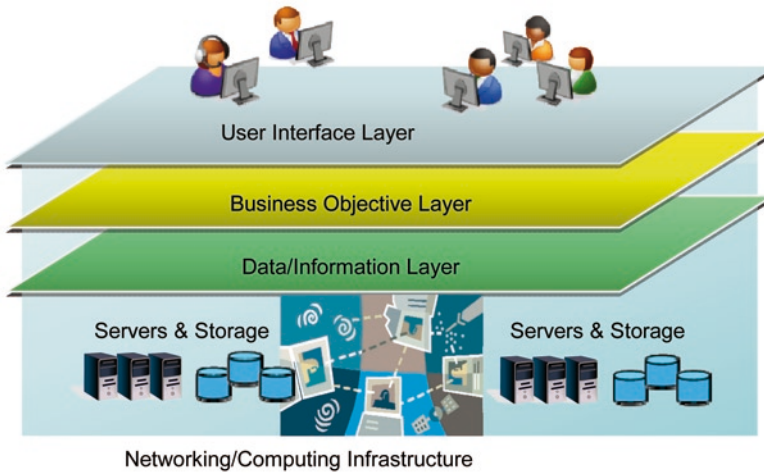 User Interface Layer
Business Objective Layer
Data/Information Layer
Servers & Storage
Servers & Storage
Networking/Computing Infrastructure